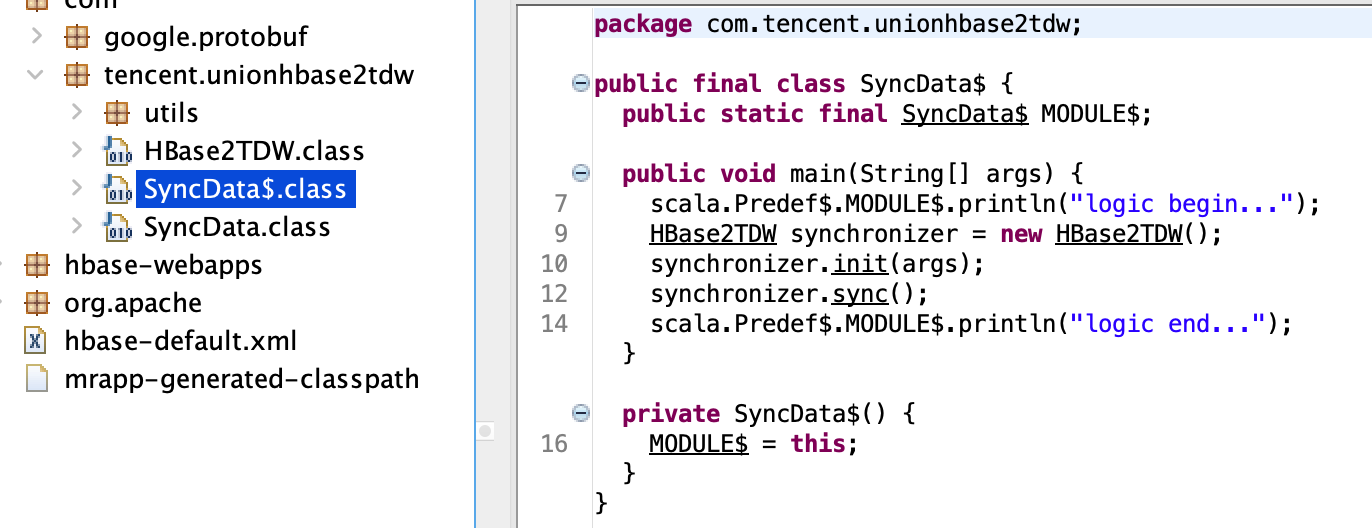 com
google.protobuf
tencent.unionhbase2tdw
utils
HBase2TDW.class
SyncData$.class
SyncData.class
hbase-webapps
org.apache
hbase-default.xml
mrapp-generated-classpath
package com.tencent.unionhbase2tdw;
public final class SyncData$ {
public static final SyncData$ MODULE$;
public void main(String[] args) {
7 scala.Predef$.MODULE$.println("logic begin...");
9 HBase2TDW synchronizer = new HBase2TDW();
10 synchronizer.init(args);
12 synchronizer.sync();
14 scala.Predef$.MODULE$.println("logic end...");
}
private SyncData$() {
16 MODULE$ = this;
}
}